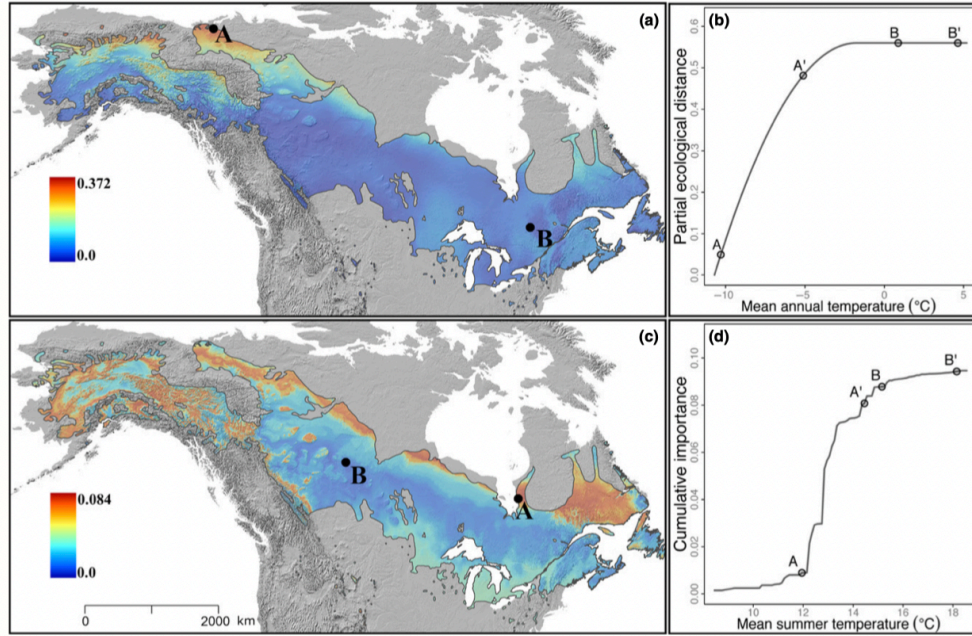 (a)
A
B
0.372
0.0
(b)
Partial ecological distance
0.6
0.5
0.4
0.3
0.2
0.1
0.0
A
A'
B
B'
−10
−5
0
5
Mean annual temperature (°C)
(c)
B
A
0.084
0.0
0
2000 km
(d)
Cumulative importance
0.10
0.08
0.06
0.04
0.02
0.00
A
A'
B
B'
10
12
14
16
18
Mean summer temperature (°C)